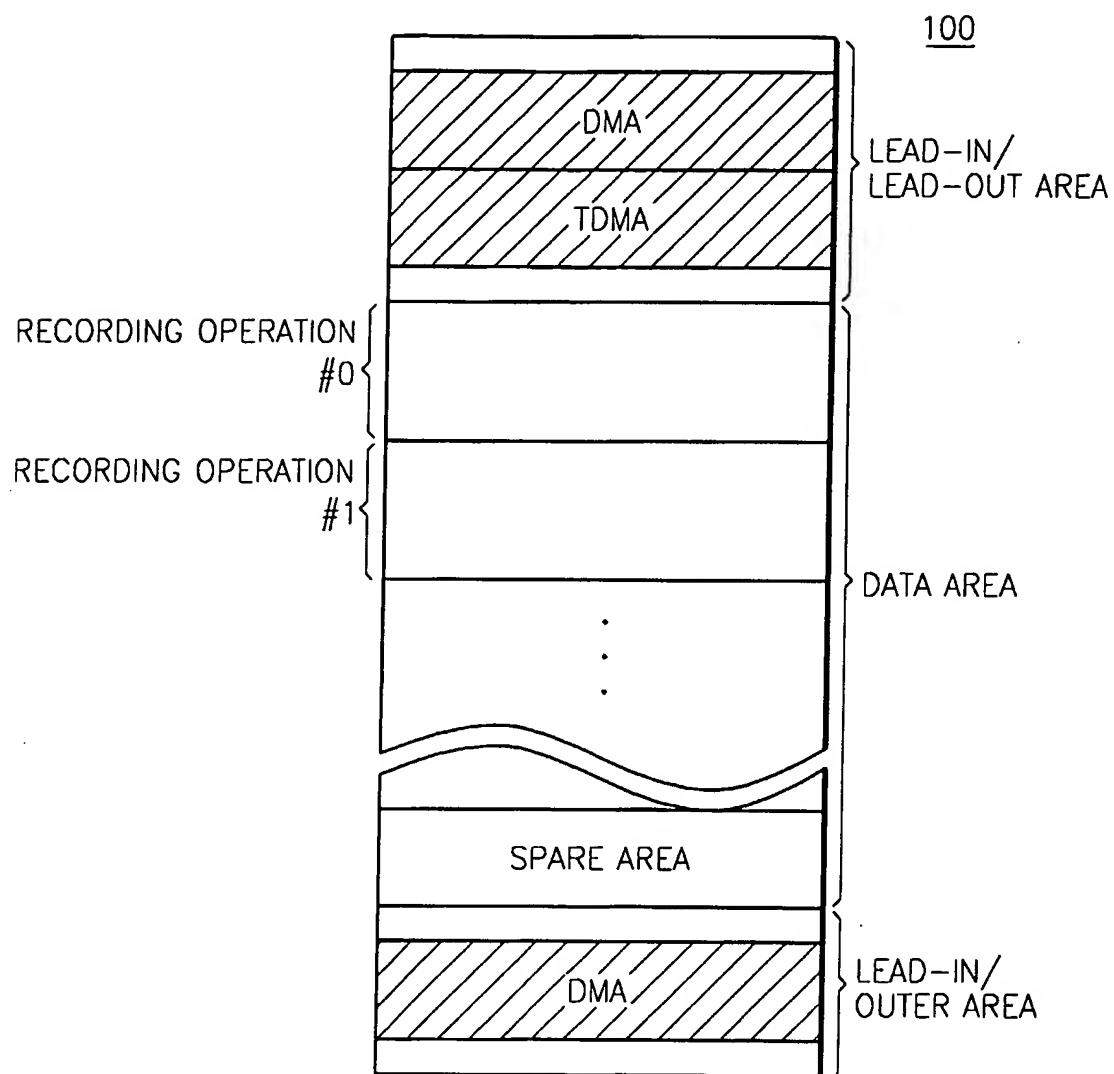 100
DMA
TDMA
LEAD-IN/
LEAD-OUT AREA
RECORDING OPERATION
#0
RECORDING OPERATION
#1
DATA AREA
SPARE AREA
DMA
LEAD-IN/
OUTER AREA